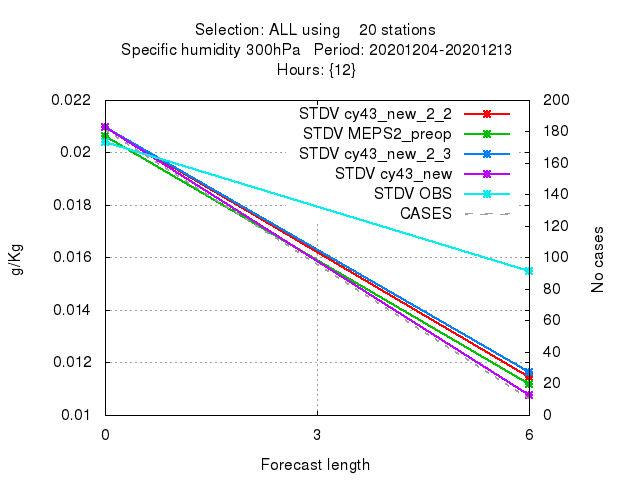 Selection: ALL using 20 stations
Specific humidity 300hPa Period: 20201204-20201213
Hours: {12}
0.022
0.02
0.018
0.016
0.014
0.012
0.01
g/Kg
STDV cy43_new_2_2
STDV MEPS2_preop
STDV cy43_new_2_3
STDV cy43_new
STDV OBS
CASES
200
180
160
140
120
100
80
60
40
20
0
No cases
0 3 6
Forecast length